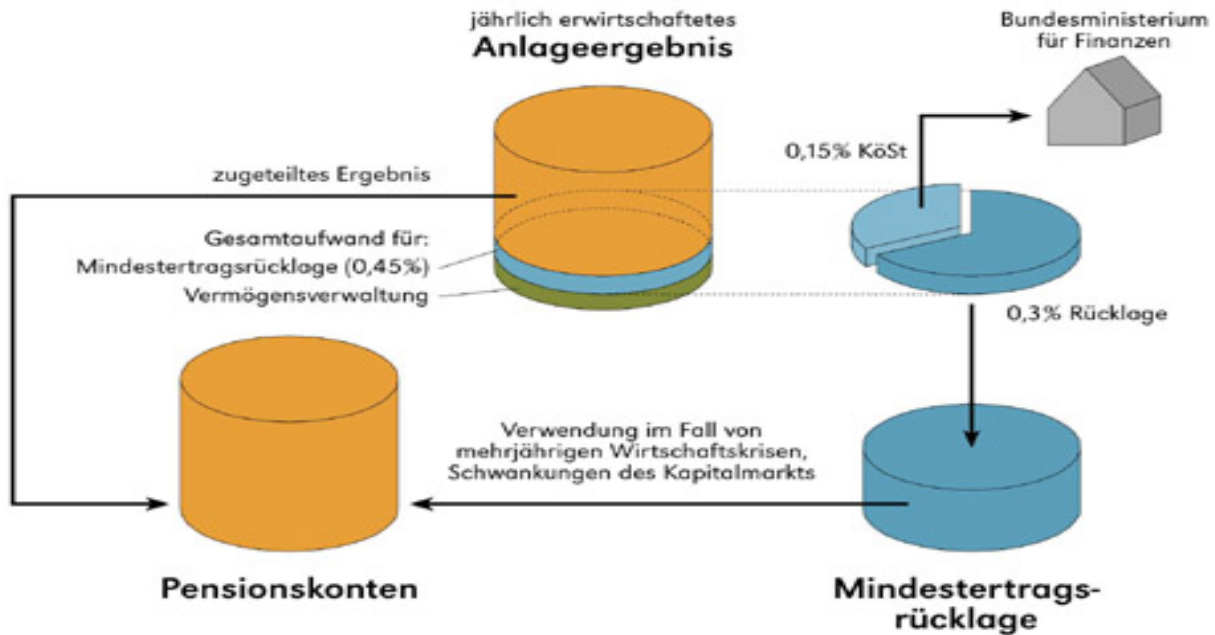 jährlich erwirtschaftetes
Anlageergebnis
Bundesministerium
für Finanzen
0,15% KöSt
zugeteiltes Ergebnis
Gesamtaufwand für:
Mindestertragsrücklage (0,45%)
Vermögensverwaltung
0,3% Rücklage
Verwendung im Fall von
mehrjährigen Wirtschaftskrisen,
Schwankungen des Kapitalmarkts
Pensionskonten
Mindestertrags-
rücklage